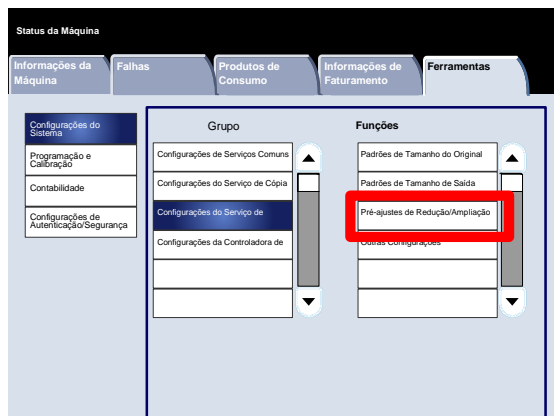 Status da Máquina
Informações da
Máquina
Falhas
Produtos de
Consumo
Informações de
Faturamento
Ferramentas
Configurações do
Sistema
Programação e
Calibração
Contabilidade
Configurações de
Autenticação/Segurança
Grupo
Configurações de Serviços Comuns
Configurações do Serviço de Cópia
Configurações do Serviço de
Configurações da Controladora de
Funções
Padrões de Tamanho do Original
Padrões de Tamanho de Saída
Pré-ajustes de Redução/Ampliação
Outras Configurações